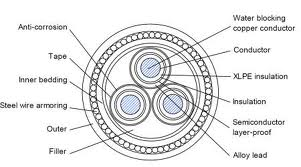 Anti-corrosion
Tape
Inner bedding
Steel wire armoring
Outer
Filler
Water blocking
copper conductor
Conductor
XLPE insulation
Insulation
Semiconductor
layer-proof
Alloy lead